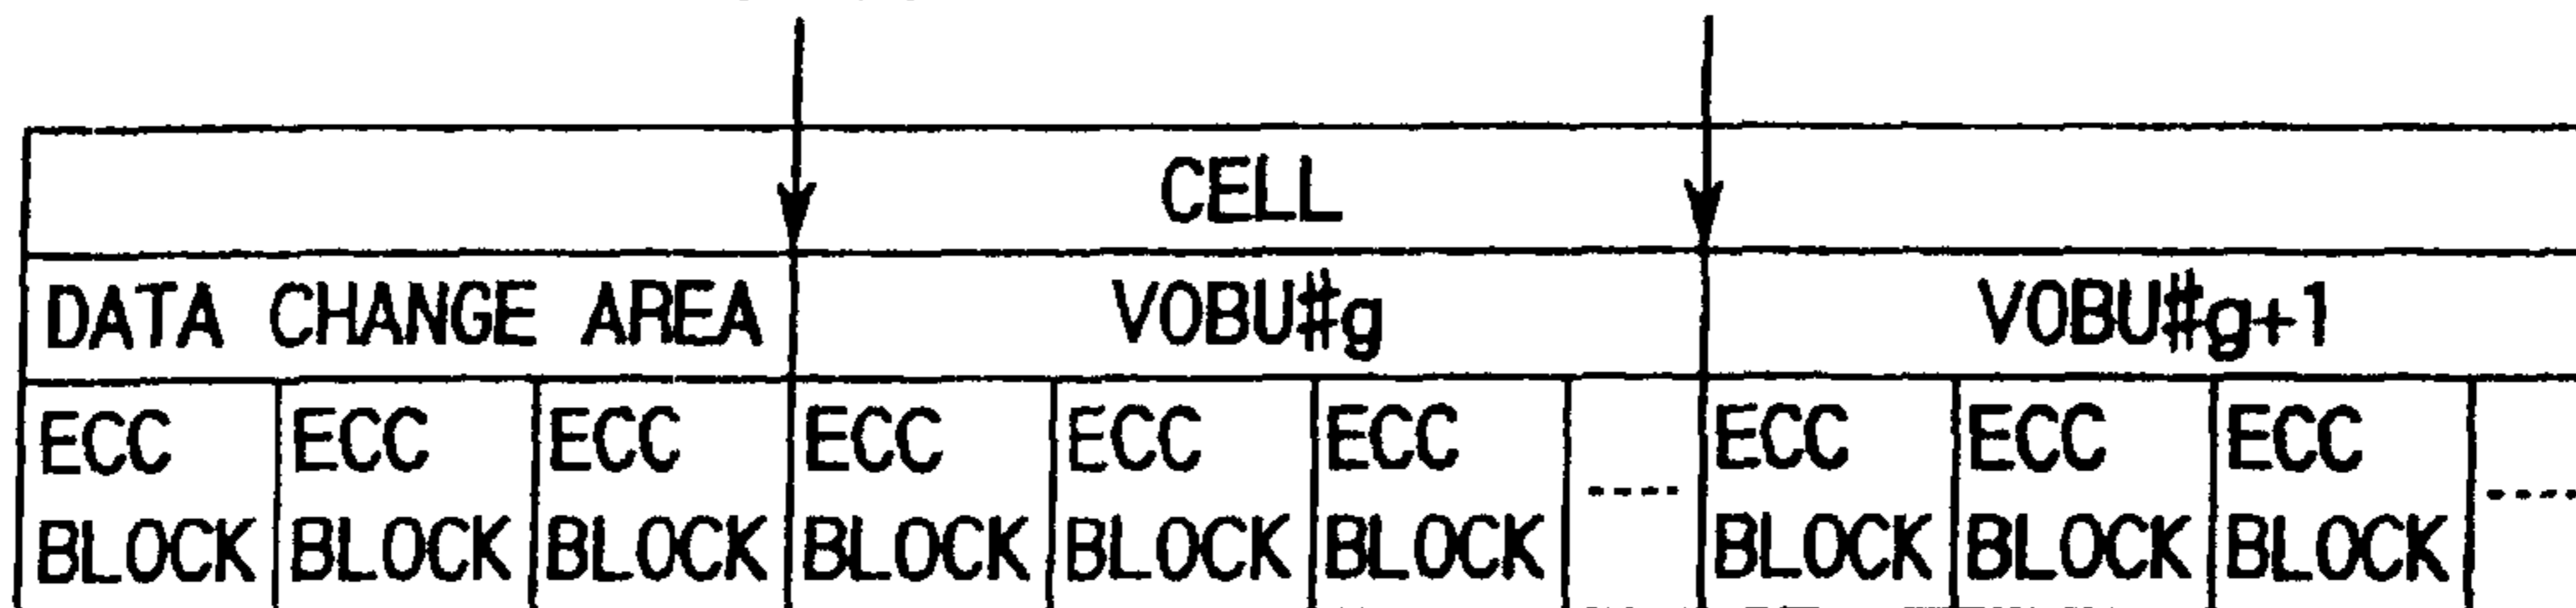 CELL
DATA CHANGE AREA VOBU#g VOBU#g+1
ECC ECC ECC ECC ECC ECC ---- ECC ECC ECC ----
BLOCK BLOCK BLOCK BLOCK BLOCK BLOCK BLOCK BLOCK BLOCK